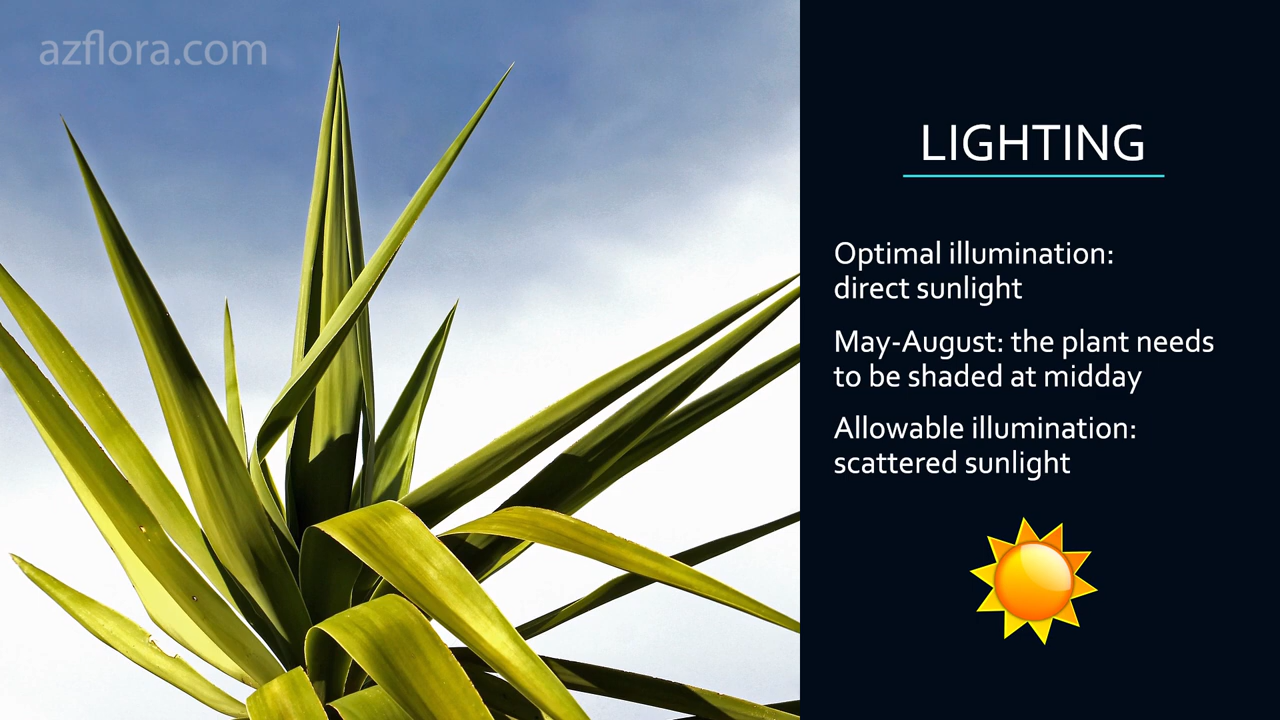 azflora.com
LIGHTING
Optimal illumination:
direct sunlight
May-August: the plant needs
to be shaded at midday
Allowable illumination:
scattered sunlight